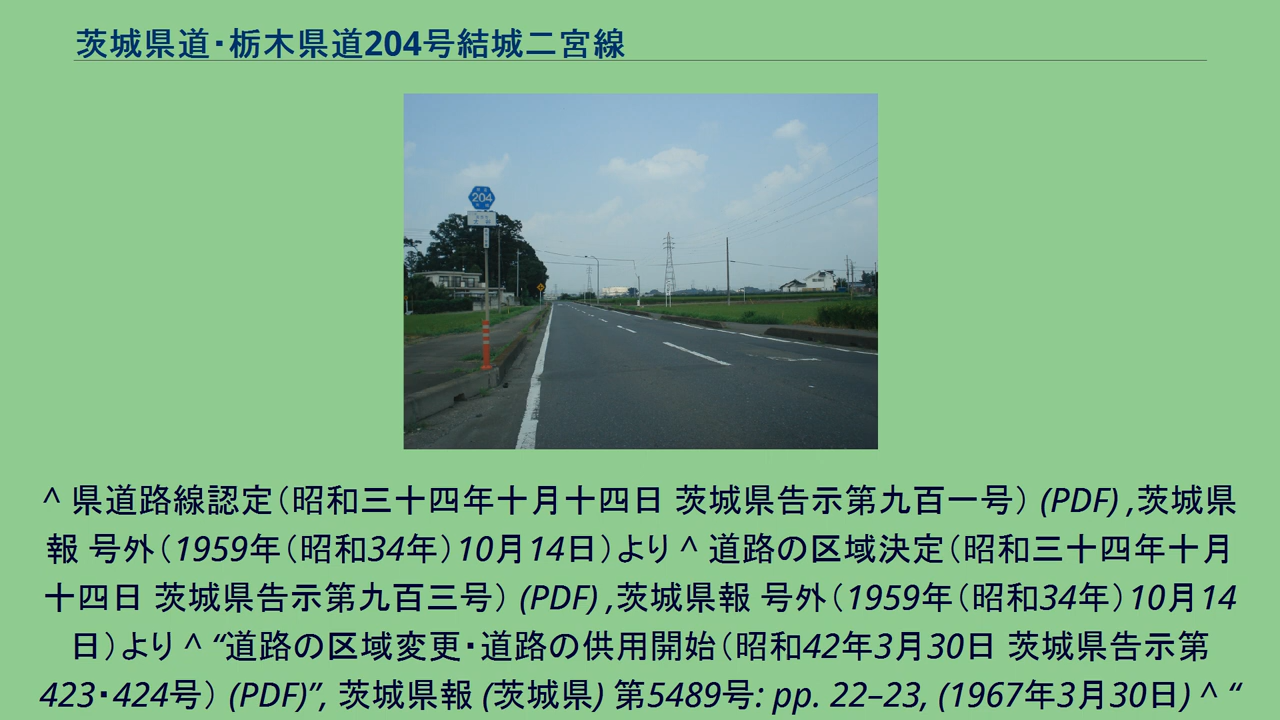 茨城県道・栃木県道204号結城二宮線
204
^ 県道路線認定（昭和三十四年十月十四日 茨城県告示第九百一号） (PDF) ,茨城県
報 号外（1959年（昭和34年）10月14日）より ^ 道路の区域決定（昭和三十四年十月
十四日 茨城県告示第九百三号） (PDF) ,茨城県報 号外（1959年（昭和34年）10月14
日）より ^ “道路の区域変更・道路の供用開始（昭和42年3月30日 茨城県告示第
423・424号） (PDF)”, 茨城県報 (茨城県) 第5489号: pp. 22–23, (1967年3月30日) ^ “